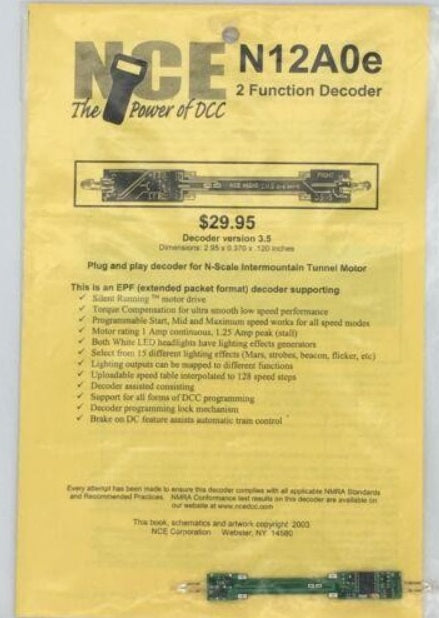 NCE
The Power of DCC
N12A0e
2 Function Decoder
$29.95
Decoder version 3.5
Dimensions: 2.95 x 0.370 x .120 inches
Plug and play decoder for N-Scale Intermountain Tunnel Motor
This is an EPF (extended packet format) decoder supporting
✓ Silent Running ™ motor drive
✓ Torque Compensation for ultra smooth low speed performance
✓ Programmable Start, Mid and Maximum speed works for all speed modes
✓ Motor rating 1 Amp continuous, 1.25 Amp peak (stall)
✓ Both White LED headlights have lighting effects generators
✓ Select from 15 different lighting effects (Mars, strobes, beacon, flicker, etc)
✓ Lighting outputs can be mapped to different functions
✓ Uploadable speed table interpolated to 128 speed steps
✓ Decoder assisted consisting
✓ Support for all forms of DCC programming
✓ Decoder programming lock mechanism
✓ Brake on DC feature assists automatic train control
Every attempt has been made to ensure this decoder complies with all applicable NMRA Standards
and Recommended Practices. NMRA Conformance test results on this decoder are available on
our website at www.ncedcc.com
This book, schematics and artwork copyright 2003
NCE Corporation Webster, NY 14580